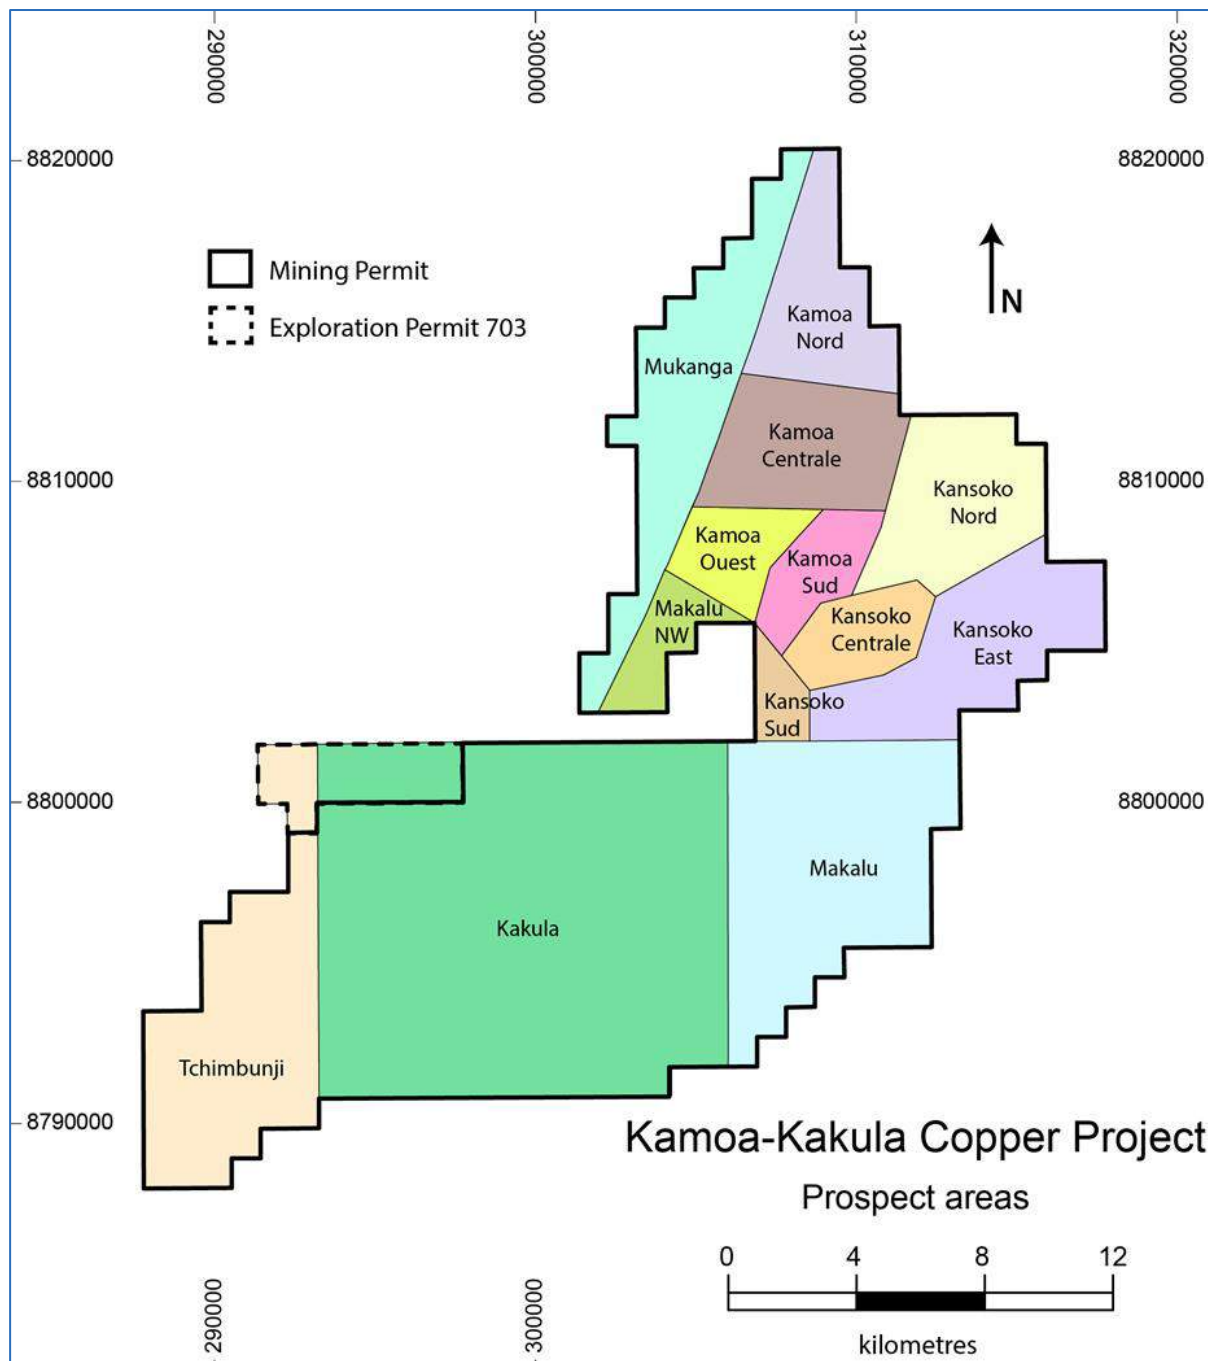 290000
300000
310000
320000
8820000
8820000
Mining Permit
Exploration Permit 703
N
Kamoa
Nord
Mukanga
Kamoa
Centrale
8810000
8810000
Kansoko
Nord
Kamoa
Ouest
Kamoa
Sud
Makalu
NW
Kansoko
Centrale
Kansoko
East
Kansoko
Sud
8800000
8800000
Makalu
Kakula
Tchimbunji
8790000
Kamoa-Kakula Copper Project
Prospect areas
0 4 8 12
kilometres
290000
300000